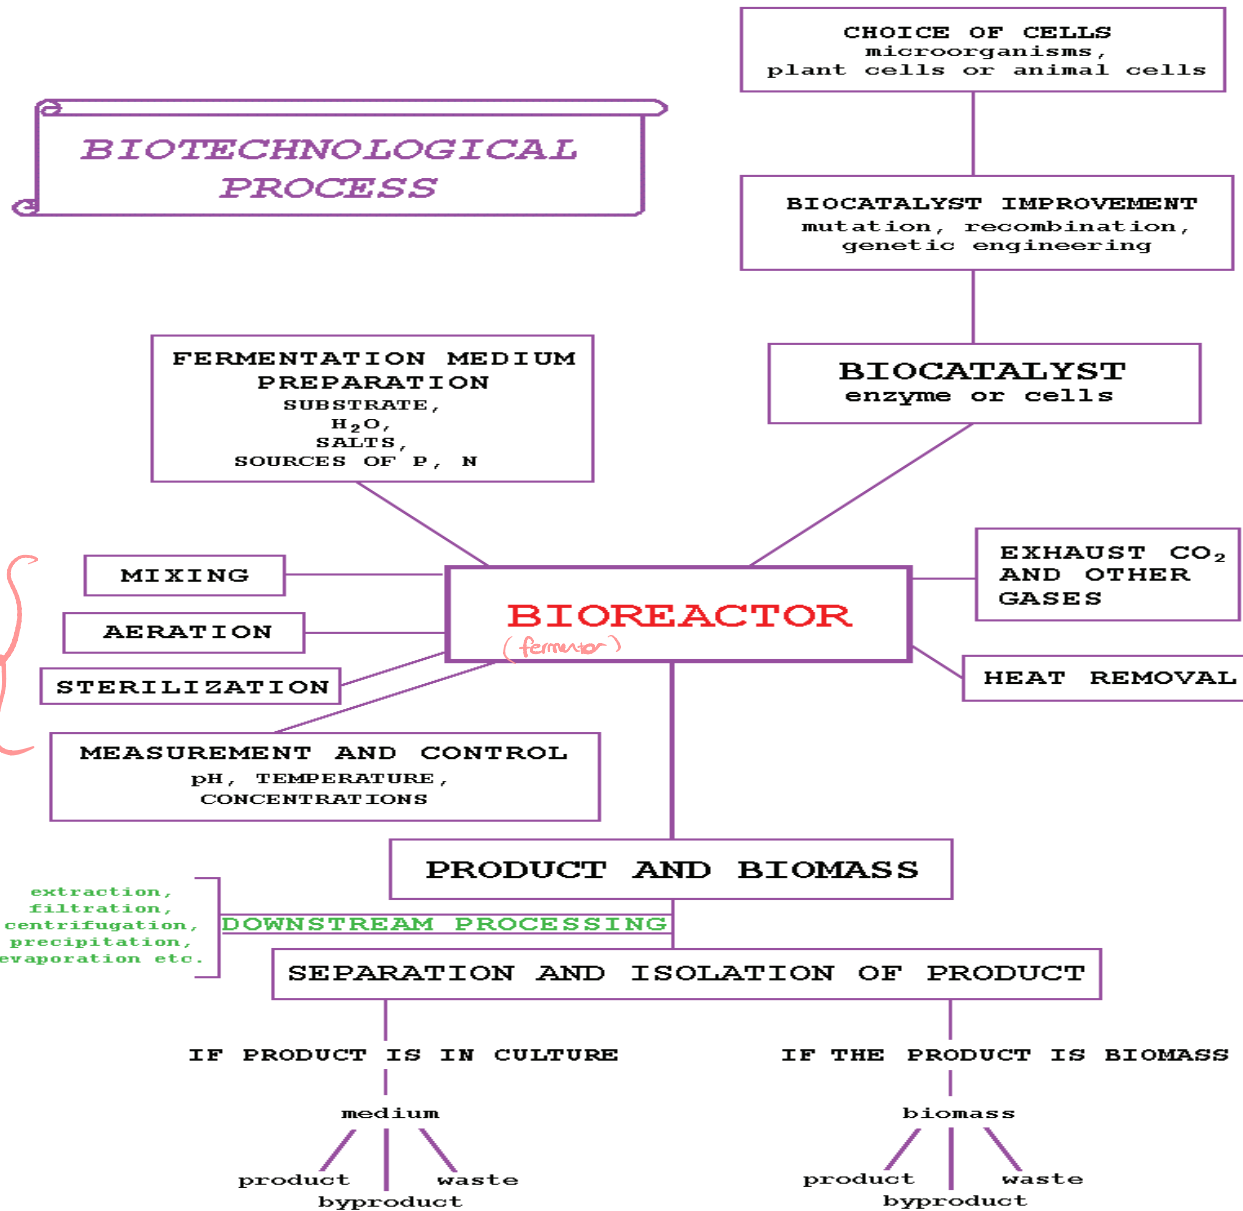 BIOTECHNOLOGICAL
PROCESS
CHOICE OF CELLS
microorganisms,
plant cells or animal cells
BIOCATALYST IMPROVEMENT
mutation, recombination,
genetic engineering
BIOCATALYST
enzyme or cells
FERMENTATION MEDIUM
PREPARATION
SUBSTRATE,
H₂O,
SALTS,
SOURCES OF P, N
MIXING
AERATION
STERILIZATION
MEASUREMENT AND CONTROL
pH, TEMPERATURE,
CONCENTRATIONS
BIOREACTOR
(fermentor)
EXHAUST CO₂
AND OTHER
GASES
HEAT REMOVAL
PRODUCT AND BIOMASS
extraction,
filtration,
centrifugation,
precipitation,
evaporation etc.
DOWNSTREAM PROCESSING
SEPARATION AND ISOLATION OF PRODUCT
IF PRODUCT IS IN CULTURE
medium
product
byproduct
waste
IF THE PRODUCT IS BIOMASS
biomass
product
byproduct
waste